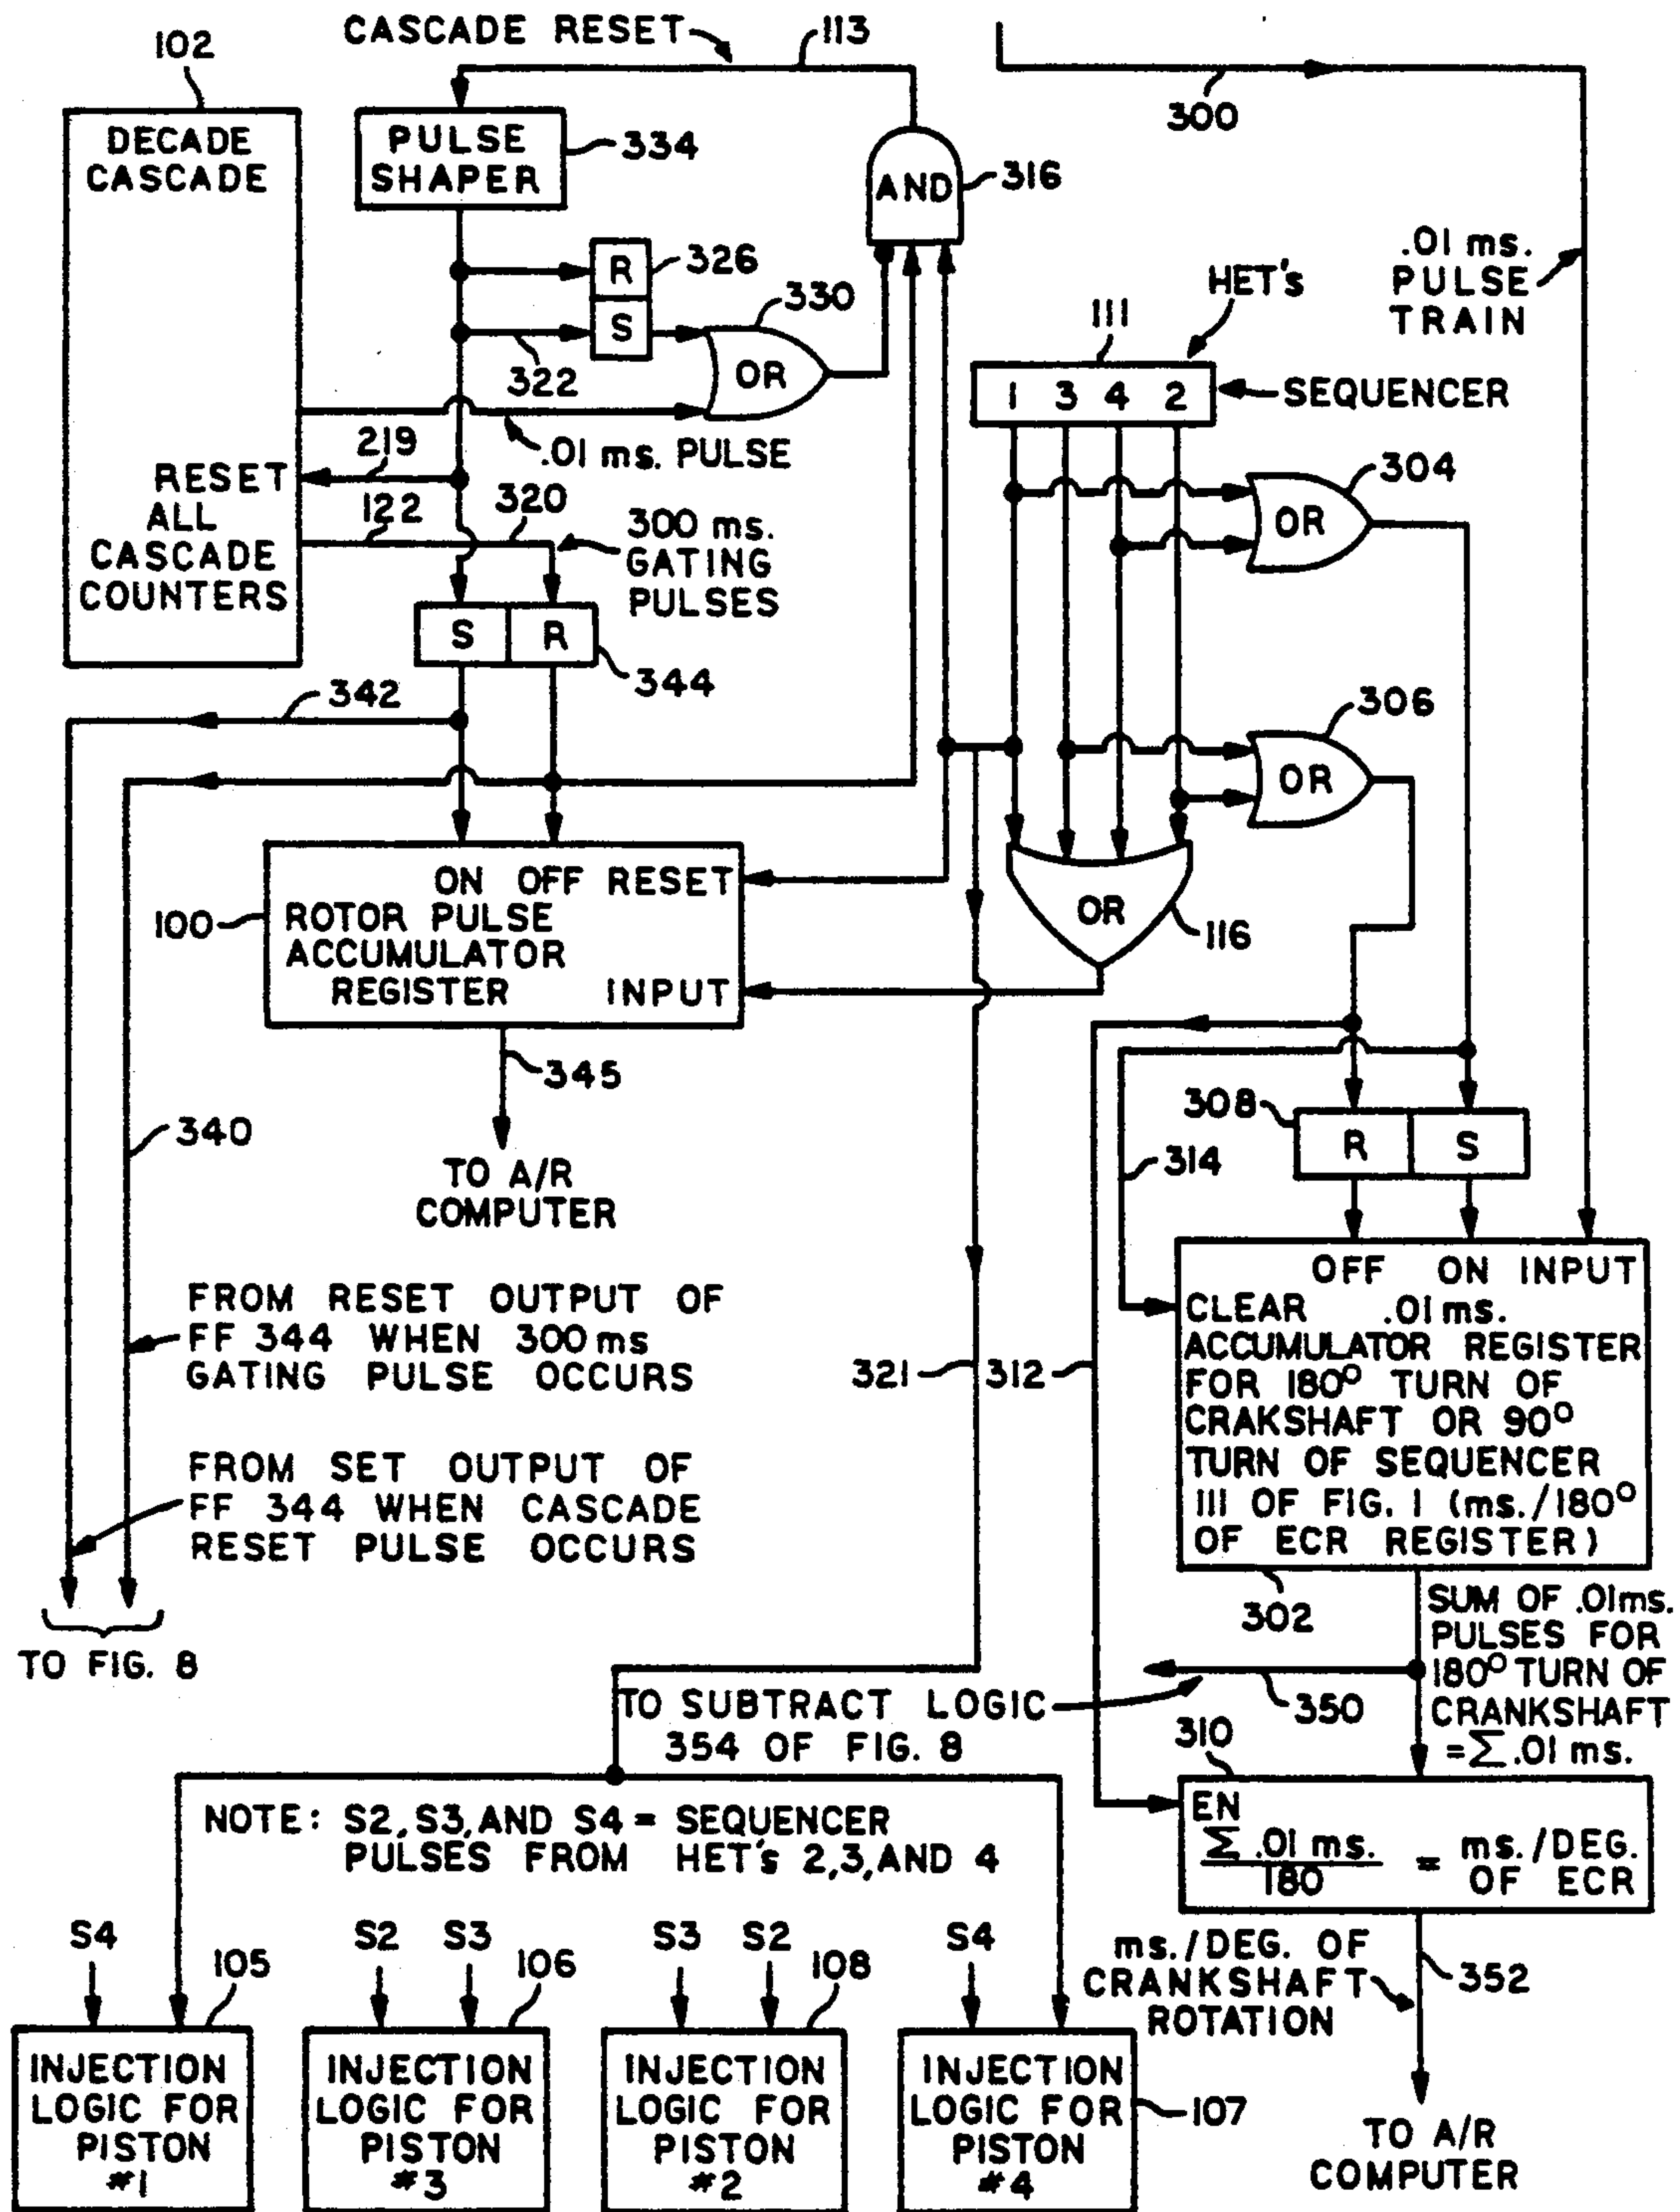 CASCADE RESET
113
102
300
DECADE
CASCADE
PULSE
SHAPER
334
AND
316
.01 ms.
PULSE
TRAIN
R
326
S
322
330
OR
HET's
111
1 3 4 2
SEQUENCER
.01 ms. PULSE
219
RESET
ALL
CASCADE
COUNTERS
122
320
300 ms.
GATING
PULSES
304
OR
S R
344
342
306
OR
ON OFF RESET
100
ROTOR PULSE
ACCUMULATOR
REGISTER
INPUT
OR
116
345
TO A/R
COMPUTER
340
308
R S
314
FROM RESET OUTPUT OF
FF 344 WHEN 300 ms
GATING PULSE OCCURS
321
312
FROM SET OUTPUT OF
FF 344 WHEN CASCADE
RESET PULSE OCCURS
OFF ON INPUT
CLEAR .01 ms.
ACCUMULATOR REGISTER
FOR 180° TURN OF
CRAKSHAFT OR 90°
TURN OF SEQUENCER
111 OF FIG. 1 (ms./180°
OF ECR REGISTER)
302
TO FIG. 8
SUM OF .01ms.
PULSES FOR
180° TURN OF
CRANKSHAFT
=Σ .01 ms.
350
TO SUBTRACT LOGIC
354 OF FIG. 8
310
EN
Σ .01 ms.
180
= ms./DEG.
OF ECR
NOTE: S2, S3, AND S4 = SEQUENCER
PULSES FROM HET's 2, 3, AND 4
S4
105
S2 S3
106
S3 S2
108
S4
ms./DEG. OF
CRANKSHAFT
ROTATION
352
INJECTION
LOGIC FOR
PISTON
#1
INJECTION
LOGIC FOR
PISTON
#3
INJECTION
LOGIC FOR
PISTON
#2
INJECTION
LOGIC FOR
PISTON
#4
107
TO A/R
COMPUTER